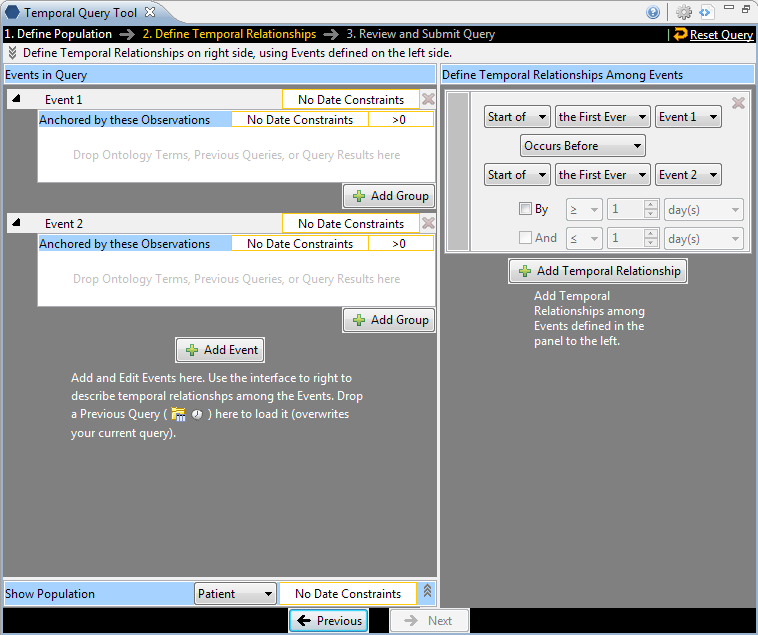 Temporal Query Tool
1. Define Population → 2. Define Temporal Relationships → 3. Review and Submit Query | Reset Query
Define Temporal Relationships on right side, using Events defined on the left side.
Events in Query
Event 1 No Date Constraints
Anchored by these Observations No Date Constraints >0
Drop Ontology Terms, Previous Queries, or Query Results here
Add Group
Event 2 No Date Constraints
Anchored by these Observations No Date Constraints >0
Drop Ontology Terms, Previous Queries, or Query Results here
Add Group
Add Event
Add and Edit Events here. Use the interface to right to
describe temporal relationshps among the Events. Drop
a Previous Query ( ) here to load it (overwrites
your current query).
Show Population Patient No Date Constraints
Define Temporal Relationships Among Events
Start of the First Ever Event 1
Occurs Before
Start of the First Ever Event 2
By ≥ 1 day(s)
And ≤ 1 day(s)
Add Temporal Relationship
Add Temporal
Relationships among
Events defined in the
panel to the left.
Previous Next